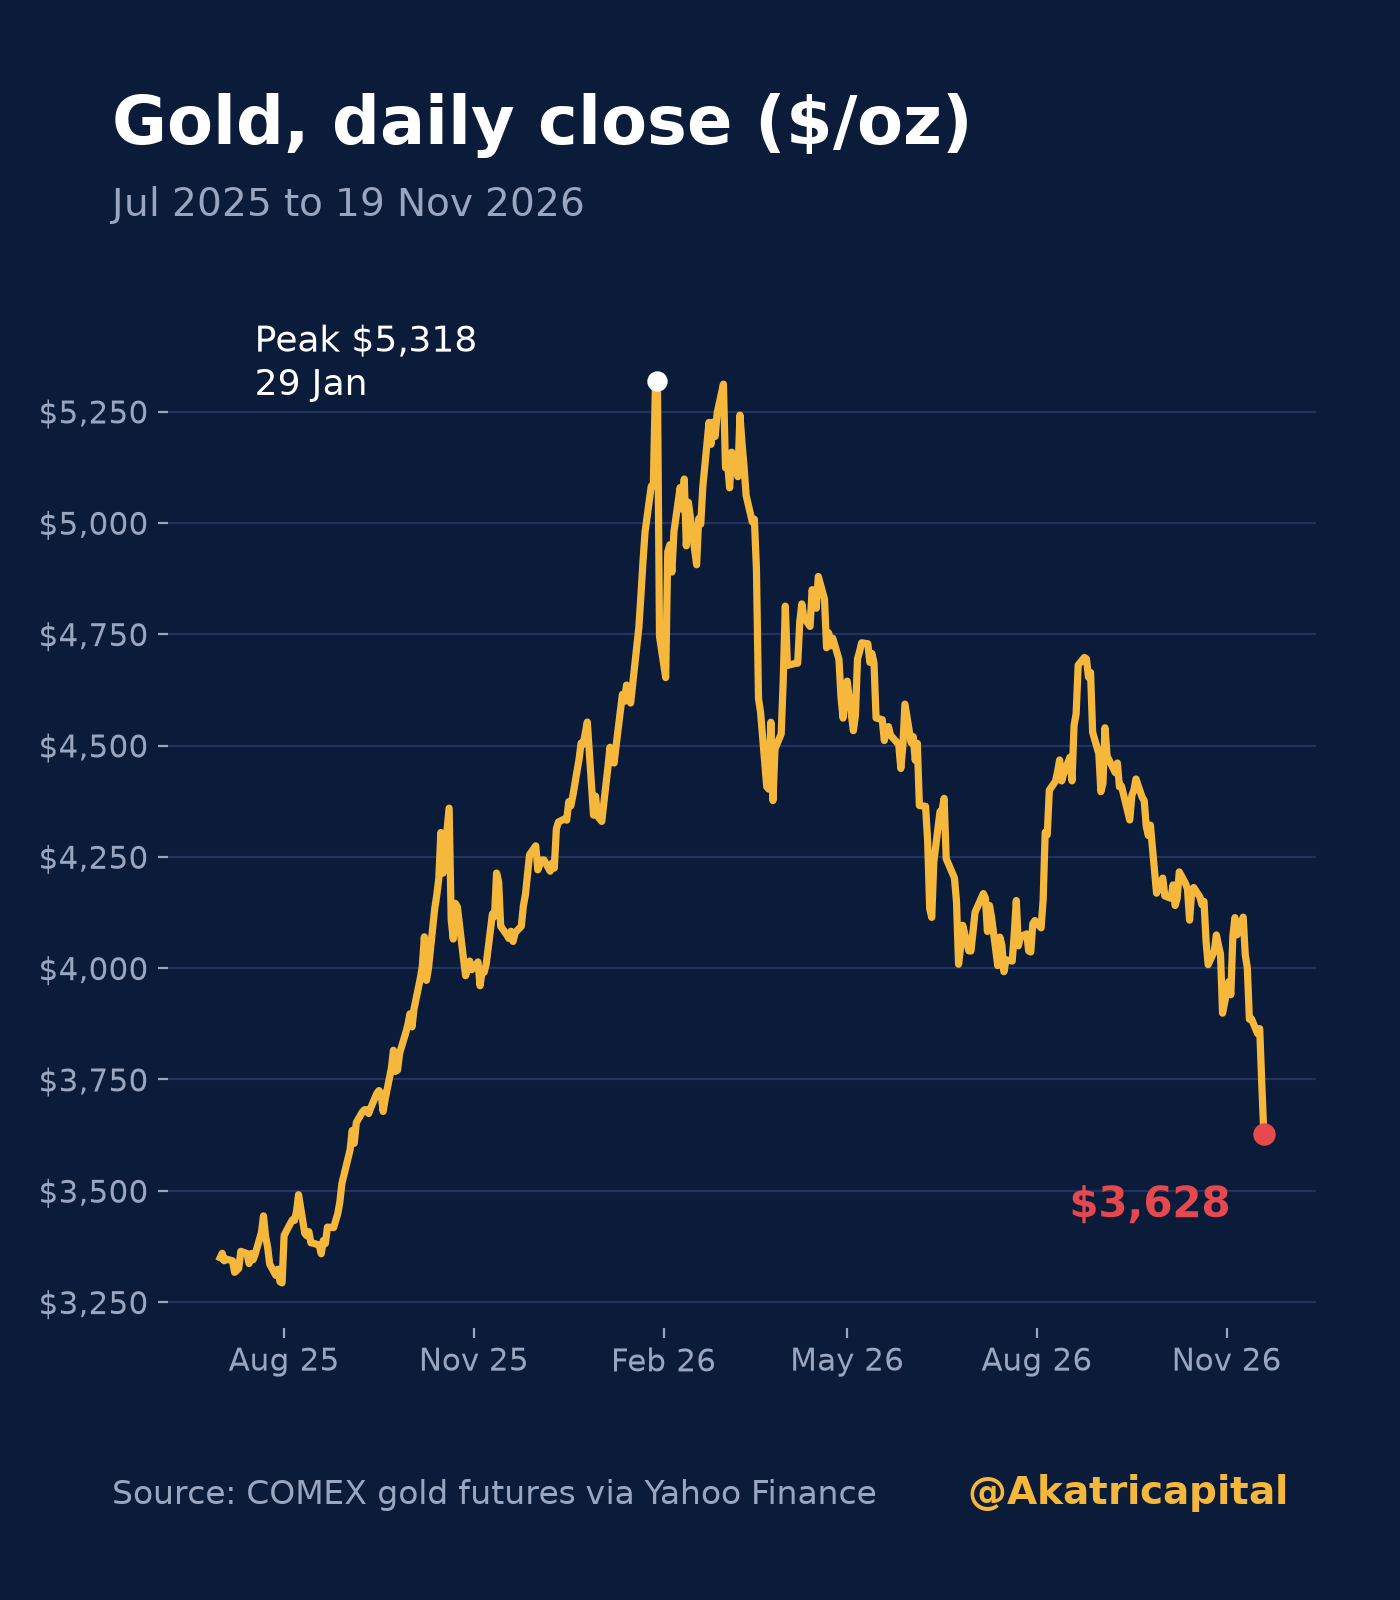 Gold, daily close ($/oz)
Jul 2025 to 19 Nov 2026
Peak $5,318
29 Jan
$5,250
$5,000
$4,750
$4,500
$4,250
$4,000
$3,750
$3,500
$3,628
$3,250
Aug 25 Nov 25 Feb 26 May 26 Aug 26 Nov 26
Source: COMEX gold futures via Yahoo Finance @Akatricapital